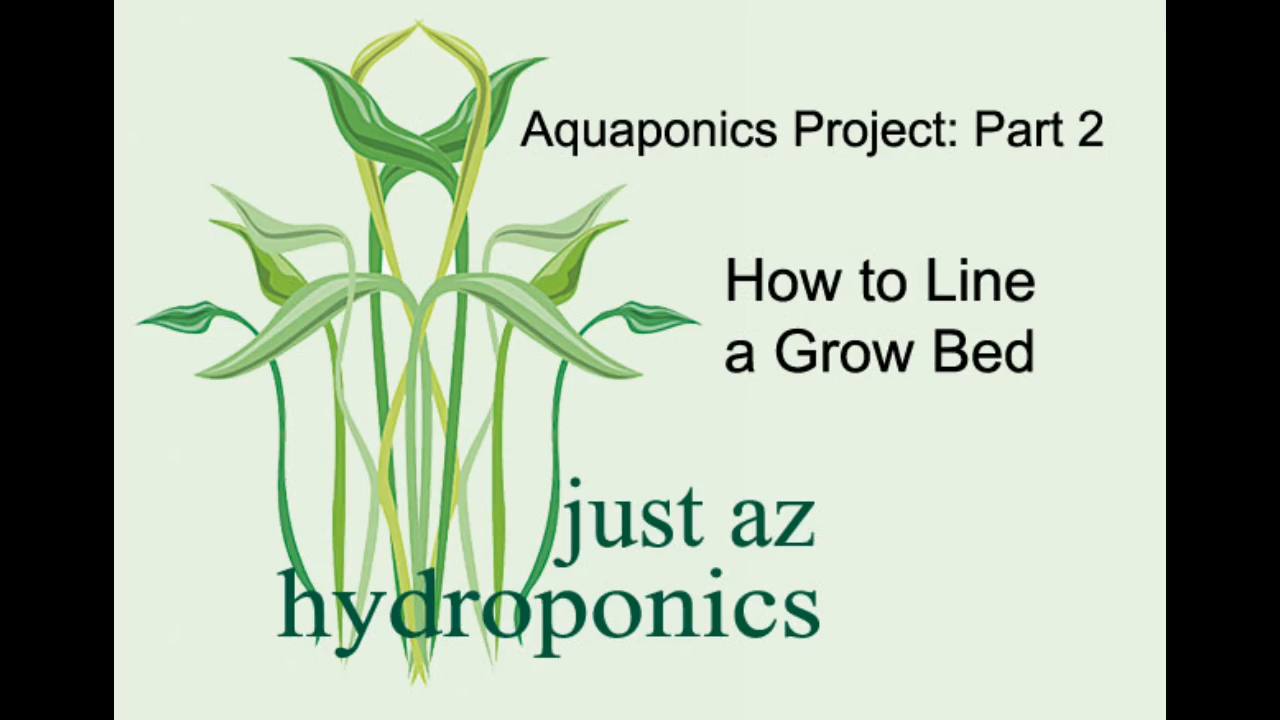 Aquaponics Project: Part 2
How to Line
a Grow Bed
just az
hydroponics